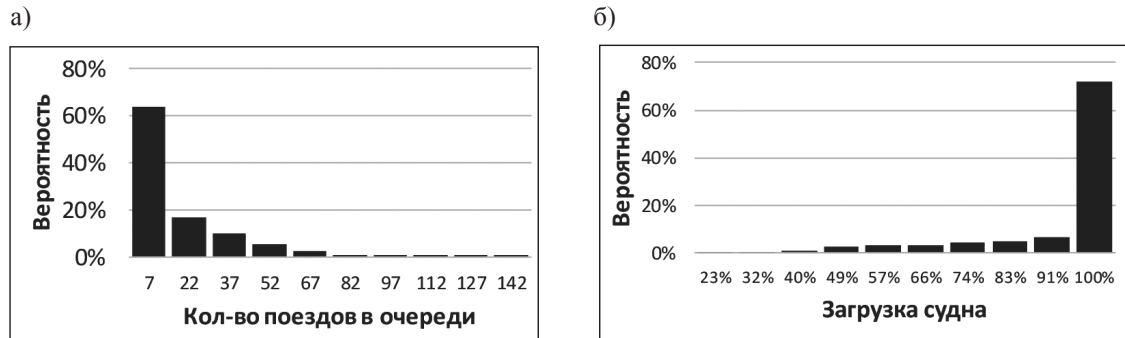 а)
80%
60%
40%
20%
0%
Вероятность
7 22 37 52 67 82 97 112 127 142
Кол-во поездов в очереди
б)
80%
60%
40%
20%
0%
Вероятность
23% 32% 40% 49% 57% 66% 74% 83% 91% 100%
Загрузка судна